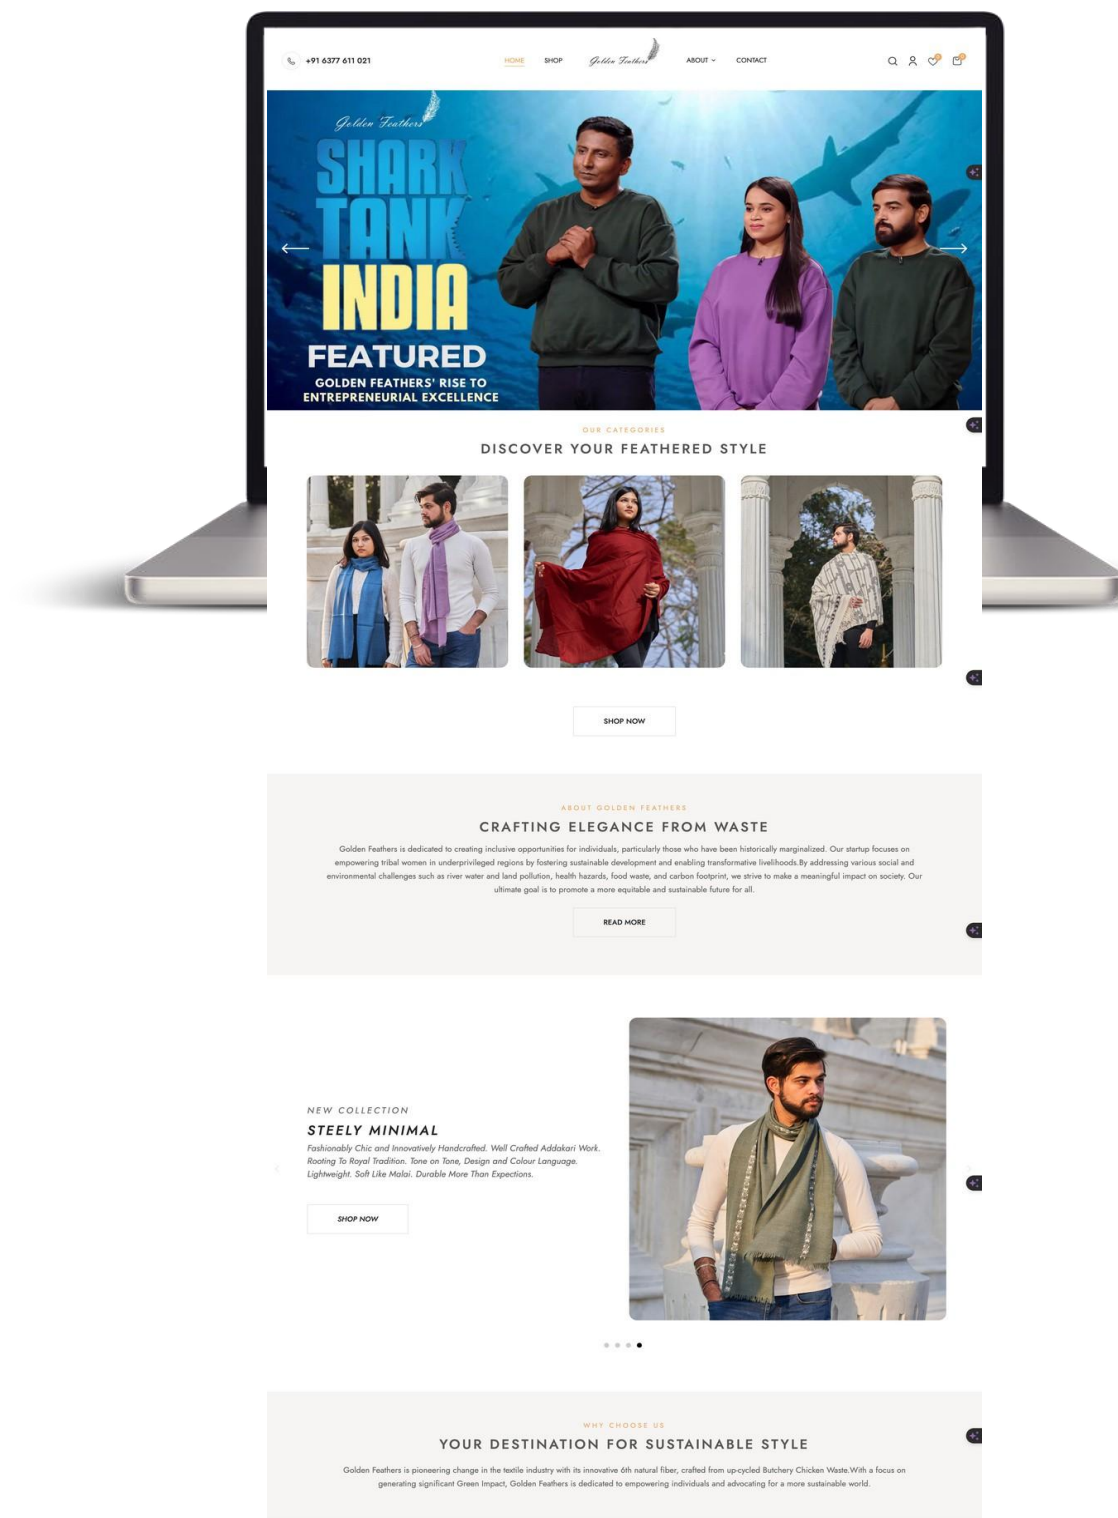 +91 6377 611 021
HOME
SHOP
Golden Feathers
ABOUT
CONTACT
0
0
Golden Feathers
SHARK
TANK
INDIA
FEATURED
GOLDEN FEATHERS' RISE TO
ENTREPRENEURIAL EXCELLENCE
OUR CATEGORIES
DISCOVER YOUR FEATHERED STYLE
SHOP NOW
ABOUT GOLDEN FEATHERS
CRAFTING ELEGANCE FROM WASTE
Golden Feathers is dedicated to creating inclusive opportunities for individuals, particularly those who have been historically marginalized. Our startup focuses on
empowering tribal women in underprivileged regions by fostering sustainable development and enabling transformative livelihoods.By addressing various social and
environmental challenges such as river water and land pollution, health hazards, food waste, and carbon footprint, we strive to make a meaningful impact on society. Our
ultimate goal is to promote a more equitable and sustainable future for all.
READ MORE
NEW COLLECTION
STEELY MINIMAL
Fashionably Chic and Innovatively Handcrafted. Well Crafted Addakari Work.
Rooting To Royal Tradition. Tone on Tone, Design and Colour Language.
Lightweight. Soft Like Malai. Durable More Than Expections.
SHOP NOW
WHY CHOOSE US
YOUR DESTINATION FOR SUSTAINABLE STYLE
Golden Feathers is pioneering change in the textile industry with its innovative 6th natural fiber, crafted from up-cycled Butchery Chicken Waste.With a focus on
generating significant Green Impact, Golden Feathers is dedicated to empowering individuals and advocating for a more sustainable world.